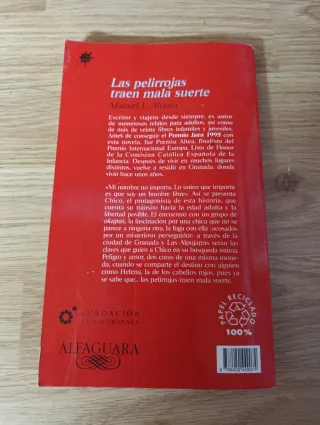 Las pelirrojas
traen mala suerte
Manuel L. Alonso
Escritor y viajero desde siempre, es autor
de numerosos relatos para adultos, así como
de más de veinte libros infantiles y juveniles.
Antes de conseguir el Premio Jaén 1995 con
esta novela, fue Premio Altea, finalista del
Premio Internacional Europa, Lista de Honor
de la Comisión Católica Española de la
Infancia. Después de vivir en muchos lugares
distintos, vuelve a residir en Granada, donde
vivió hace unos años.
«Mi nombre no importa. Lo único que importa
es que soy un hombre libre». Así se presenta
Chico, el protagonista de esta historia, que
cuenta su tránsito hacia la edad adulta y la
libertad posible. El encuentro con un grupo de
okupas, la fascinación por una chica que no se
parece a ninguna otra, la fuga con ella -acosados
por un misterioso perseguidor- a través de la
ciudad de Granada y Las Alpujarras serán las
claves que guíen a Chico en su búsqueda íntima.
Peligro y amor, dos caras de una misma moneda,
cuando se comparte el destino con alguien
como Helena, la de los cabellos rojos, pues ya
se sabe que... las pelirrojas traen mala suerte.
FUNDACIÓN
ALFAGUARA
PAPEL RECICLADO
100%